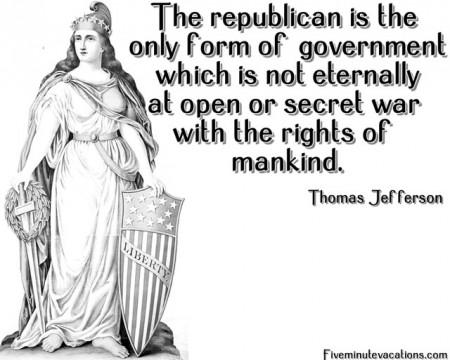 The republican is the
only form of government
which is not eternally
at open or secret war
with the rights of
mankind.
Thomas Jefferson
LIBERTY
Fiveminutevacations.com